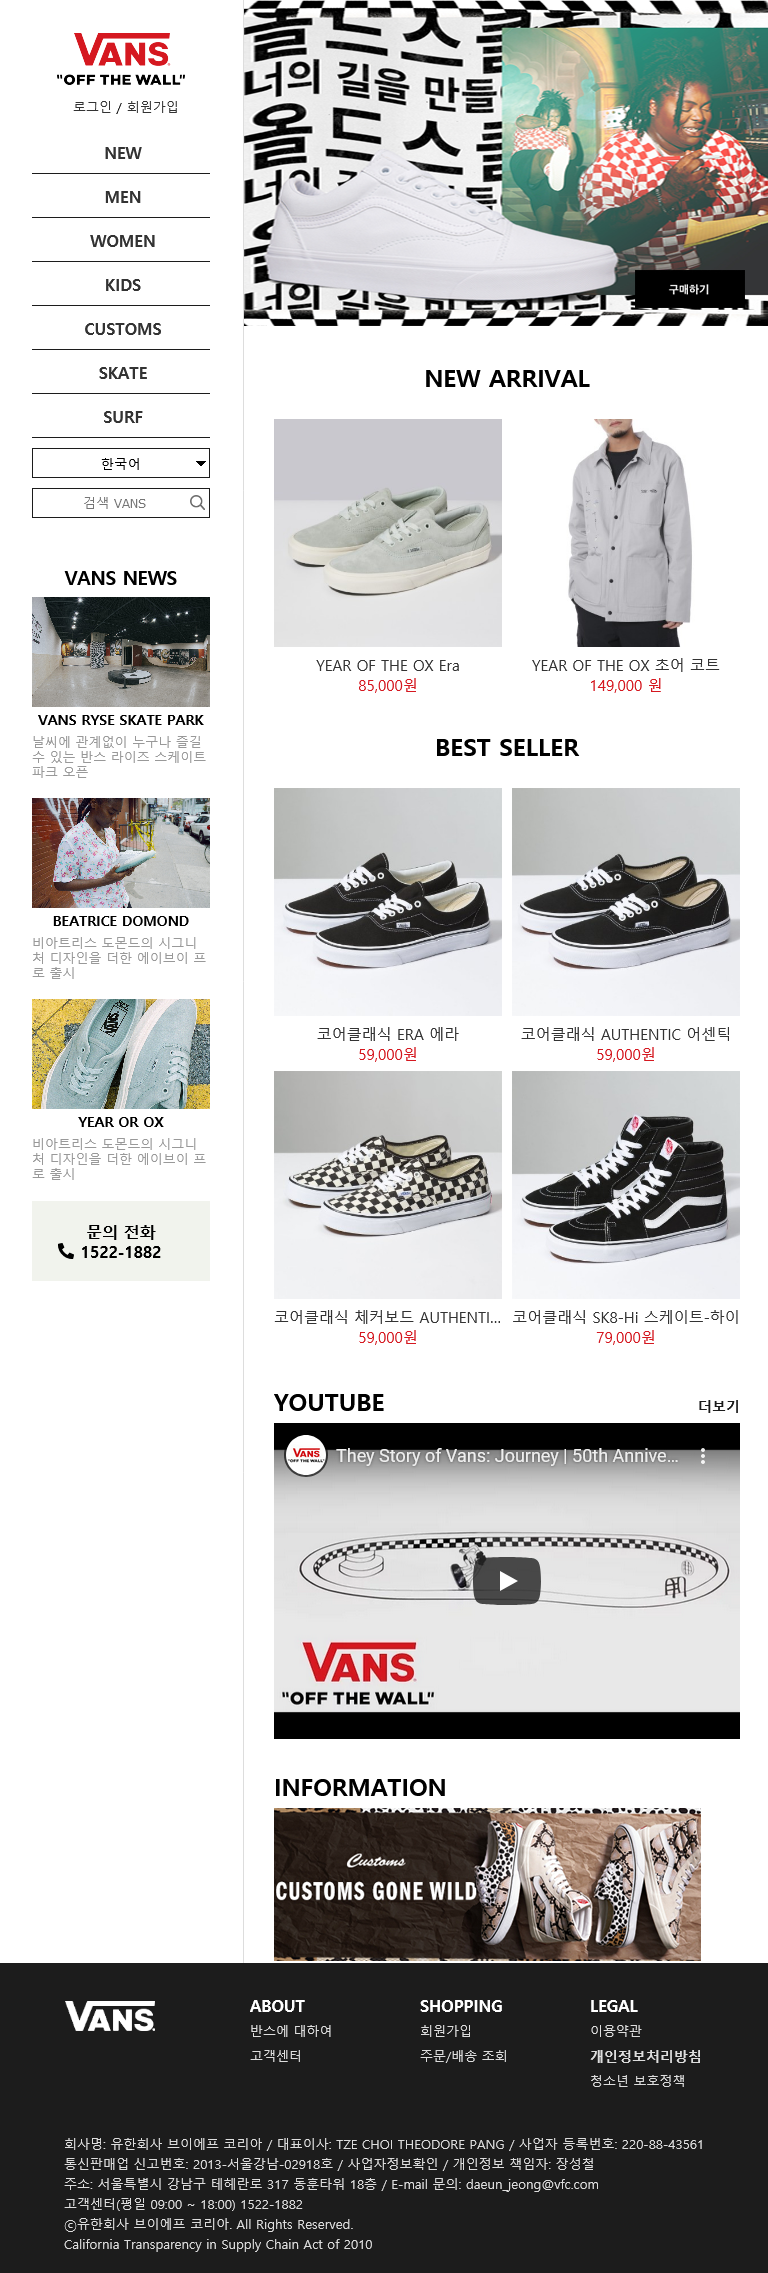 VANS
"OFF THE WALL"
로그인 / 회원가입
NEW
MEN
WOMEN
KIDS
CUSTOMS
SKATE
SURF
한국어
검색 VANS
VANS NEWS
VANS RYSE SKATE PARK
날씨에 관계없이 누구나 즐길
수 있는 반스 라이즈 스케이트
파크 오픈
BEATRICE DOMOND
비아트리스 도몬드의 시그니
처 디자인을 더한 에이브이 프
로 출시
YEAR OR OX
비아트리스 도몬드의 시그니
처 디자인을 더한 에이브이 프
로 출시
문의 전화
1522-1882
너의 길을 만들
올드스쿨
구매하기
NEW ARRIVAL
YEAR OF THE OX Era
85,000원
YEAR OF THE OX 초어 코트
149,000 원
BEST SELLER
코어클래식 ERA 에라
59,000원
코어클래식 AUTHENTIC 어센틱
59,000원
코어클래식 체커보드 AUTHENTI...
59,000원
코어클래식 SK8-Hi 스케이트-하이
79,000원
YOUTUBE
더보기
VANS
"OFF THE WALL"
They Story of Vans: Journey | 50th Annive...
VANS
"OFF THE WALL"
INFORMATION
Customs
CUSTOMS GONE WILD
VANS
ABOUT
반스에 대하여
고객센터
SHOPPING
회원가입
주문/배송 조회
LEGAL
이용약관
개인정보처리방침
청소년 보호정책
회사명: 유한회사 브이에프 코리아 / 대표이사: TZE CHOI THEODORE PANG / 사업자 등록번호: 220-88-43561
통신판매업 신고번호: 2013-서울강남-02918호 / 사업자정보확인 / 개인정보 책임자: 장성철
주소: 서울특별시 강남구 테헤란로 317 동훈타워 18층 / E-mail 문의: daeun_jeong@vfc.com
고객센터(평일 09:00 ~ 18:00) 1522-1882
ⓒ유한회사 브이에프 코리아. All Rights Reserved.
California Transparency in Supply Chain Act of 2010